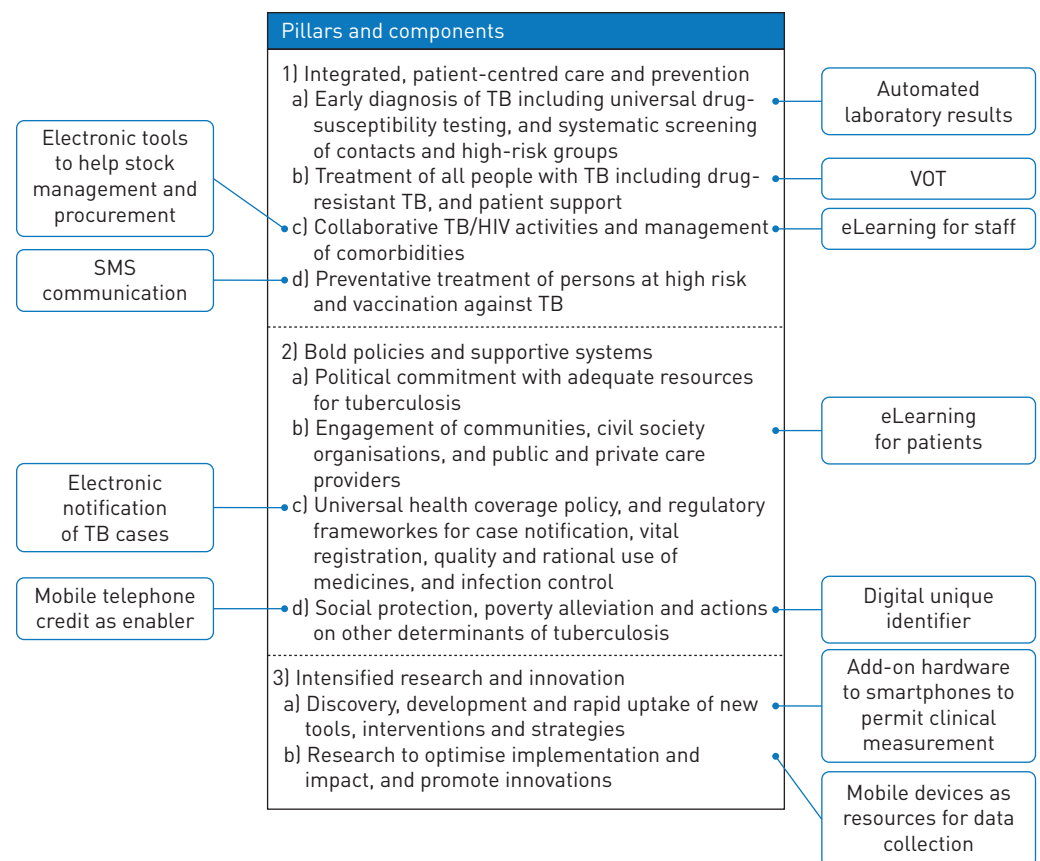 Pillars and components
1) Integrated, patient-centred care and prevention
a) Early diagnosis of TB including universal drug-
susceptibility testing, and systematic screening
of contacts and high-risk groups
b) Treatment of all people with TB including drug-
resistant TB, and patient support
c) Collaborative TB/HIV activities and management
of comorbidities
d) Preventative treatment of persons at high risk
and vaccination against TB
2) Bold policies and supportive systems
a) Political commitment with adequate resources
for tuberculosis
b) Engagement of communities, civil society
organisations, and public and private care
providers
c) Universal health coverage policy, and regulatory
frameworkes for case notification, vital
registration, quality and rational use of
medicines, and infection control
d) Social protection, poverty alleviation and actions
on other determinants of tuberculosis
3) Intensified research and innovation
a) Discovery, development and rapid uptake of new
tools, interventions and strategies
b) Research to optimise implementation and
impact, and promote innovations
Electronic tools
to help stock
management and
procurement
SMS
communication
Electronic
notification
of TB cases
Mobile telephone
credit as enabler
Automated
laboratory results
VOT
eLearning for staff
eLearning
for patients
Digital unique
identifier
Add-on hardware
to smartphones to
permit clinical
measurement
Mobile devices as
resources for data
collection